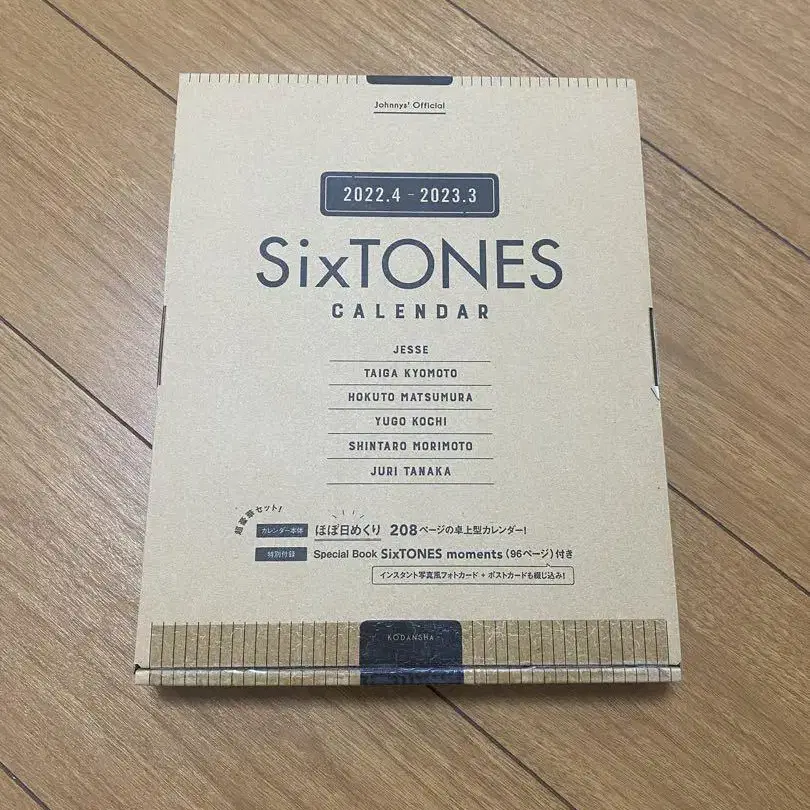 Johnnys' Official
2022.4 - 2023.3
SixTONES
CALENDAR
JESSE
TAIGA KYOMOTO
HOKUTO MATSUMURA
YUGO KOCHI
SHINTARO MORIMOTO
JURI TANAKA
超豪華セット!
カレンダー本体 ほぼ日めくり 208ページの卓上型カレンダー!
特別付録 Special Book SixTONES moments (96ページ) 付き
インスタント写真風フォトカード + ポストカードも綴じ込み!
KODANSHA